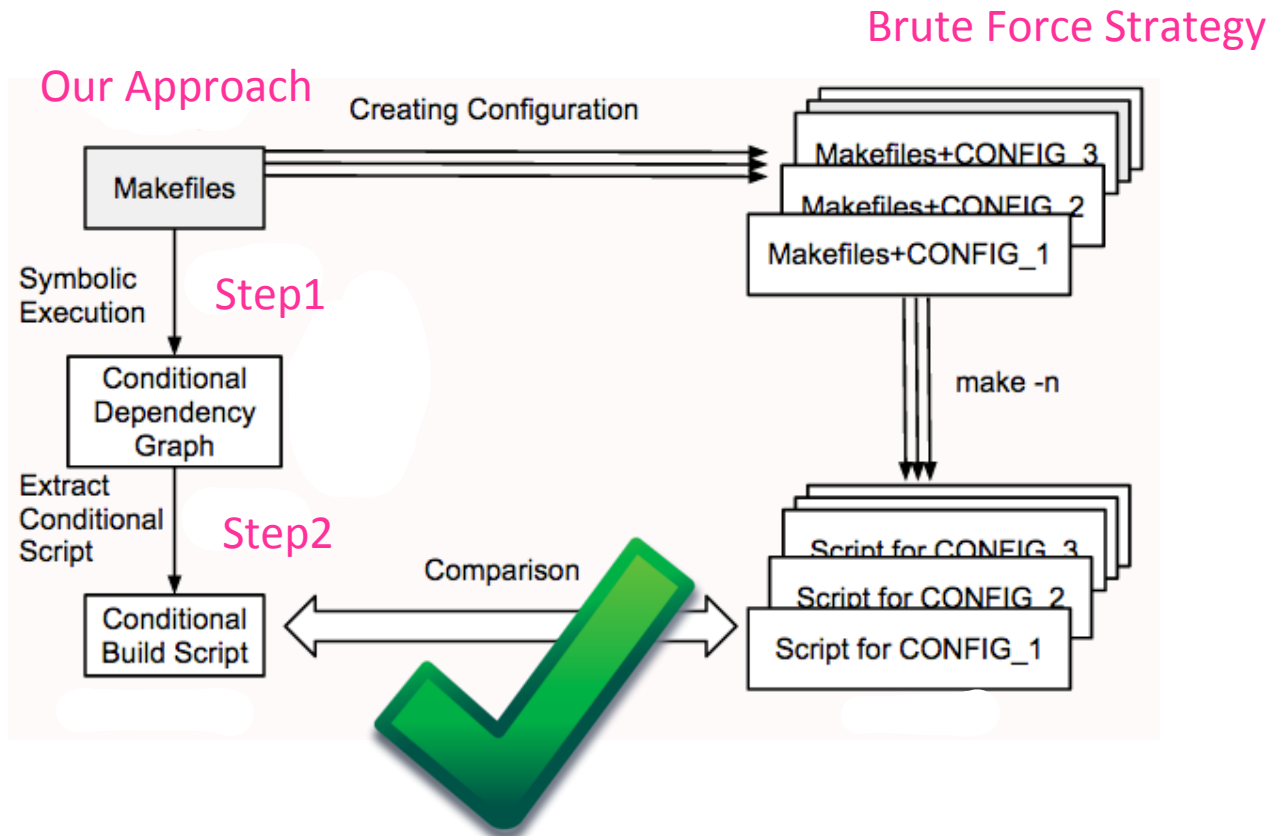 Brute Force Strategy
Our Approach
Creating Configuration
Makefiles
Makefiles+CONFIG_3
Makefiles+CONFIG_2
Makefiles+CONFIG_1
Symbolic
Execution
Step1
Conditional
Dependency
Graph
make -n
Extract
Conditional
Script
Step2
Comparison
Conditional
Build Script
Script for CONFIG_3
Script for CONFIG_2
Script for CONFIG_1